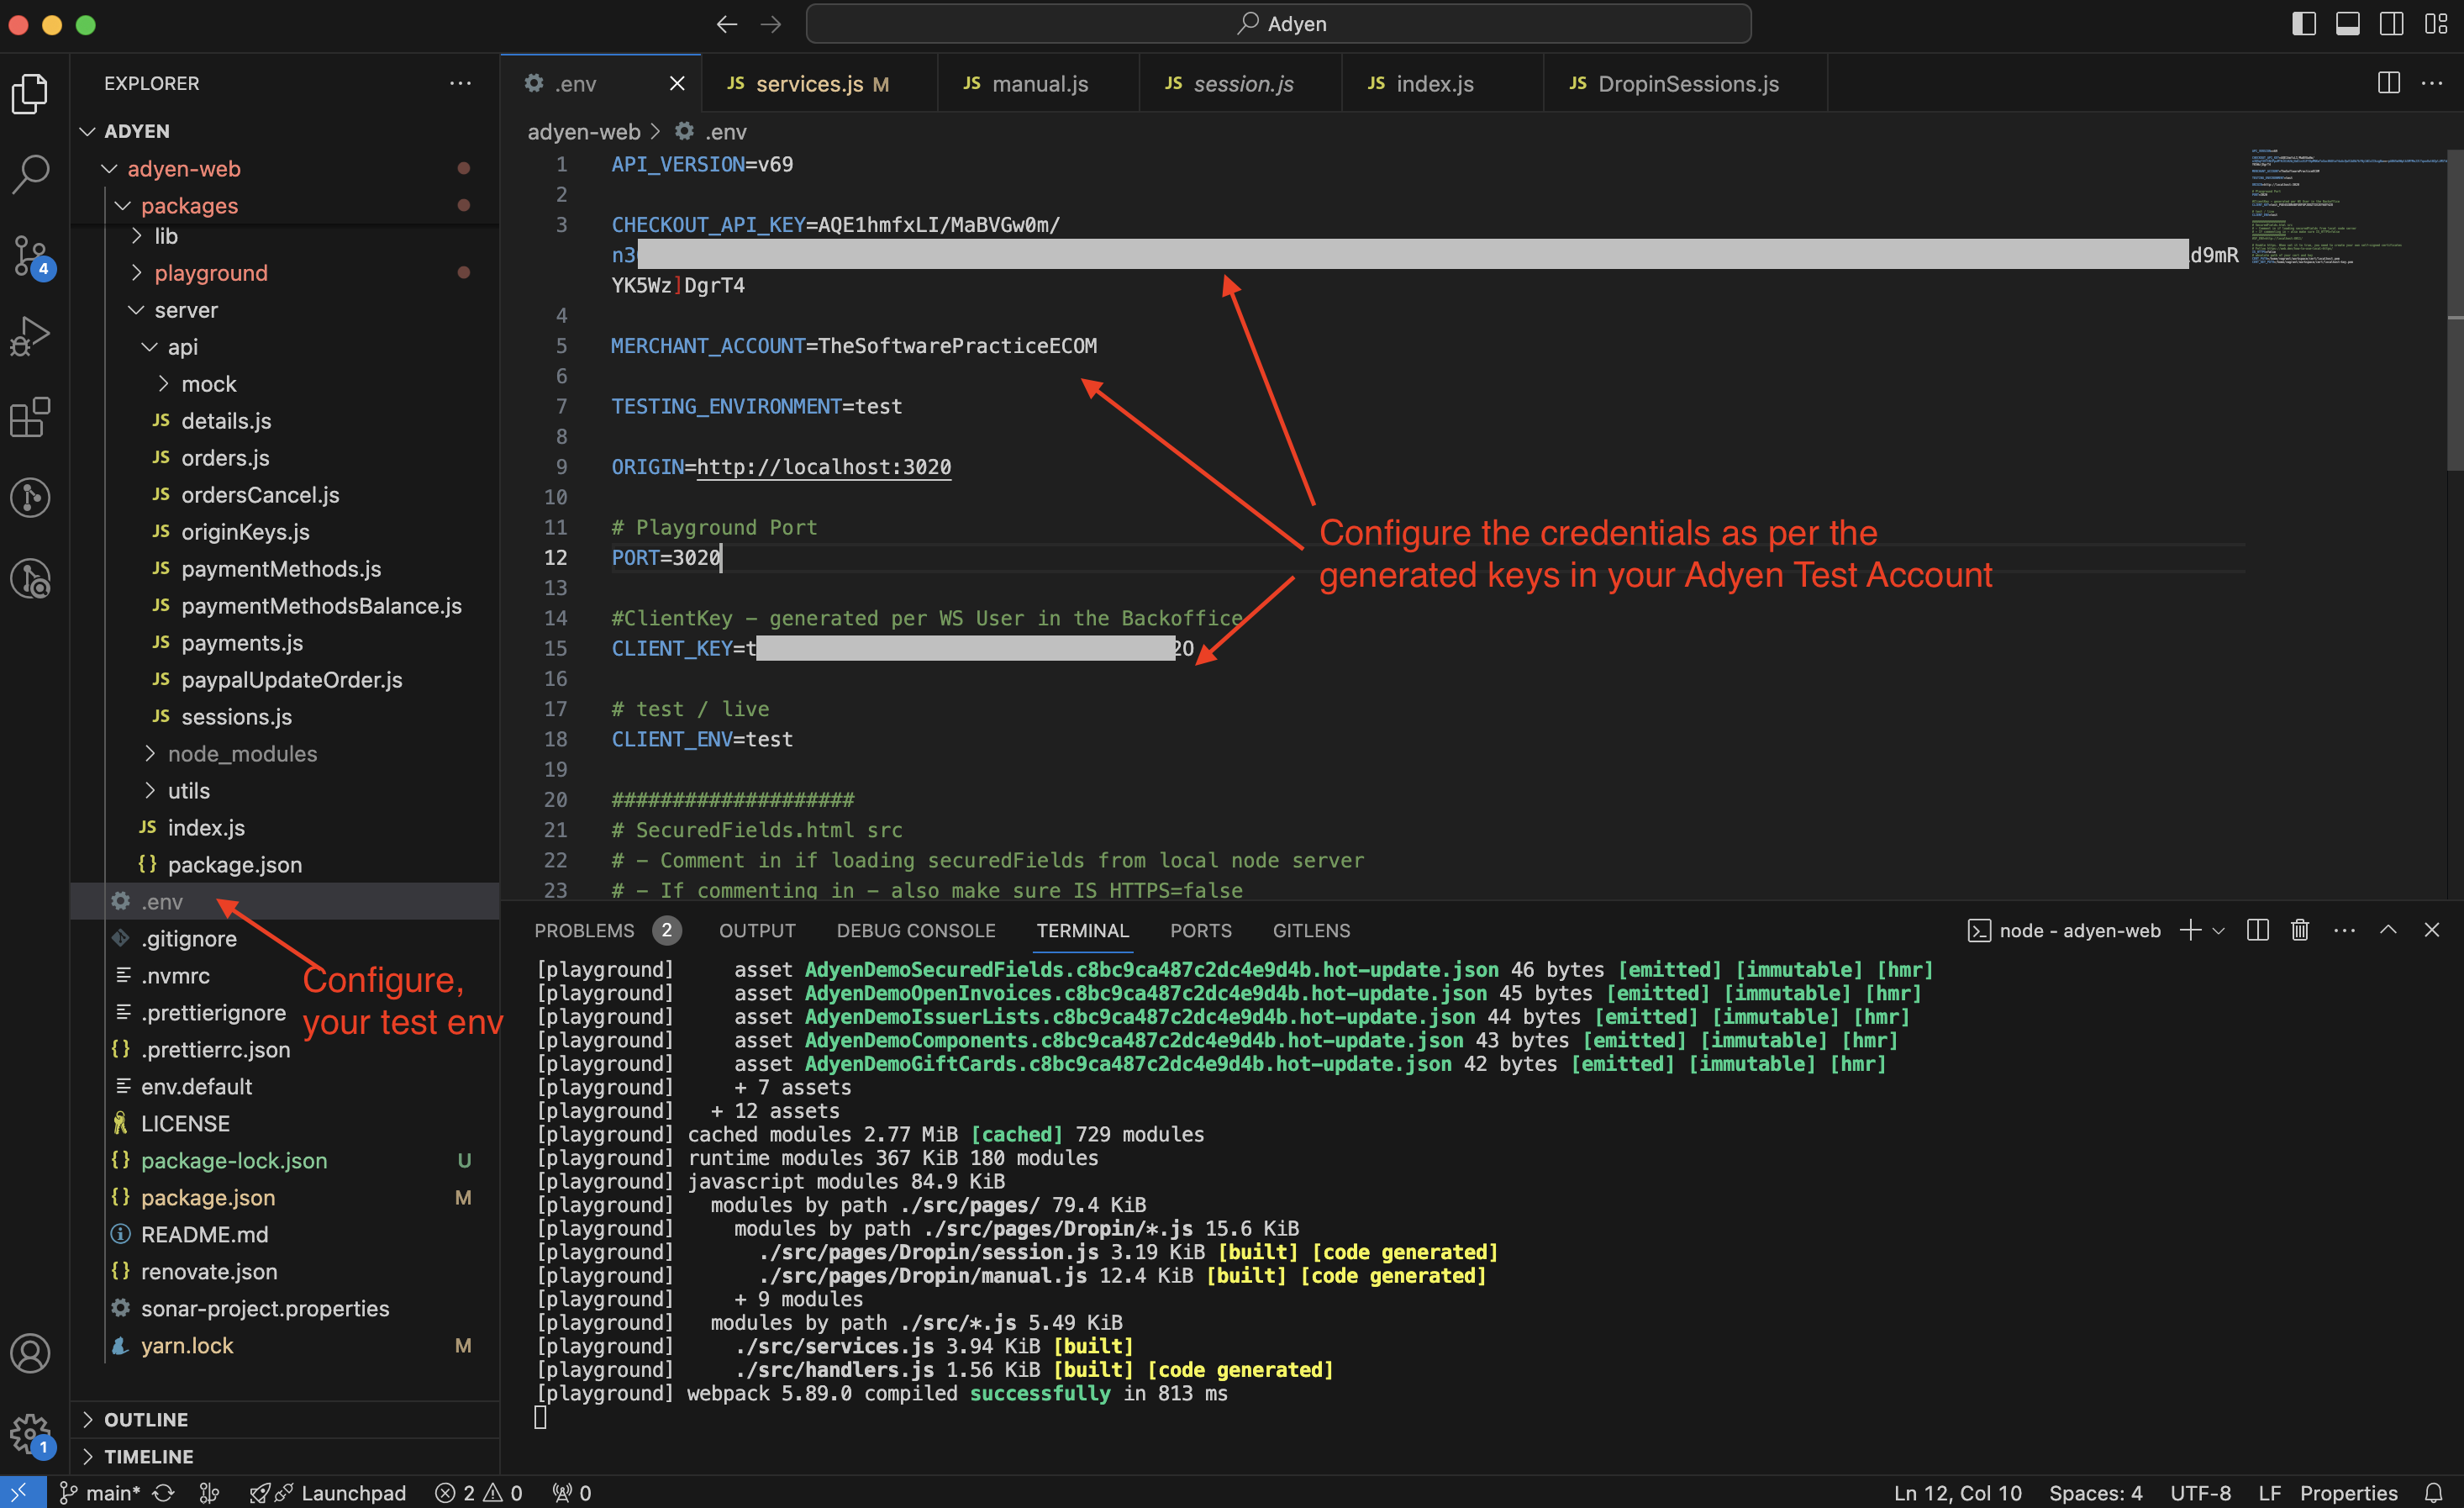 Adyen
EXPLORER
ADYEN
adyen-web
packages
lib
playground
server
api
mock
JS details.js
JS orders.js
JS ordersCancel.js
JS originKeys.js
JS paymentMethods.js
JS paymentMethodsBalance.js
JS payments.js
JS paypalUpdateOrder.js
JS sessions.js
node_modules
utils
JS index.js
{} package.json
.env
.gitignore
.nvmrc
.prettierignore
{} .prettierrc.json
env.default
LICENSE
{} package-lock.json U
{} package.json M
README.md
{} renovate.json
sonar-project.properties
yarn.lock M
OUTLINE
TIMELINE
4
1
Configure,
your test env
.env
JS services.js M
JS manual.js
JS session.js
JS index.js
JS DropinSessions.js
adyen-web > .env
1 API_VERSION=v69
2
3 CHECKOUT_API_KEY=AQE1hmfxLI/MaBVGw0m/
n3 d9mR
YK5Wz]DgrT4
4
5 MERCHANT_ACCOUNT=TheSoftwarePracticeECOM
6
7 TESTING_ENVIRONMENT=test
8
9 ORIGIN=http://localhost:3020
10
11 # Playground Port
12 PORT=3020
13
14 #ClientKey – generated per WS User in the Backoffice
15 CLIENT_KEY=t 20
16
17 # test / live
18 CLIENT_ENV=test
19
20 ####################
21 # SecuredFields.html src
22 # – Comment in if loading securedFields from local node server
23 # – If commenting in – also make sure IS_HTTPS=false
Configure the credentials as per the
generated keys in your Adyen Test Account
PROBLEMS 2 OUTPUT DEBUG CONSOLE TERMINAL PORTS GITLENS
node - adyen-web
[playground] asset AdyenDemoSecuredFields.c8bc9ca487c2dc4e9d4b.hot-update.json 46 bytes [emitted] [immutable] [hmr]
[playground] asset AdyenDemoOpenInvoices.c8bc9ca487c2dc4e9d4b.hot-update.json 45 bytes [emitted] [immutable] [hmr]
[playground] asset AdyenDemoIssuerLists.c8bc9ca487c2dc4e9d4b.hot-update.json 44 bytes [emitted] [immutable] [hmr]
[playground] asset AdyenDemoComponents.c8bc9ca487c2dc4e9d4b.hot-update.json 43 bytes [emitted] [immutable] [hmr]
[playground] asset AdyenDemoGiftCards.c8bc9ca487c2dc4e9d4b.hot-update.json 42 bytes [emitted] [immutable] [hmr]
[playground] + 7 assets
[playground] + 12 assets
[playground] cached modules 2.77 MiB [cached] 729 modules
[playground] runtime modules 367 KiB 180 modules
[playground] javascript modules 84.9 KiB
[playground] modules by path ./src/pages/ 79.4 KiB
[playground] modules by path ./src/pages/Dropin/*.js 15.6 KiB
[playground] ./src/pages/Dropin/session.js 3.19 KiB [built] [code generated]
[playground] ./src/pages/Dropin/manual.js 12.4 KiB [built] [code generated]
[playground] + 9 modules
[playground] modules by path ./src/*.js 5.49 KiB
[playground] ./src/services.js 3.94 KiB [built]
[playground] ./src/handlers.js 1.56 KiB [built] [code generated]
[playground] webpack 5.89.0 compiled successfully in 813 ms
main* Launchpad 2 0 0
Ln 12, Col 10 Spaces: 4 UTF-8 LF Properties